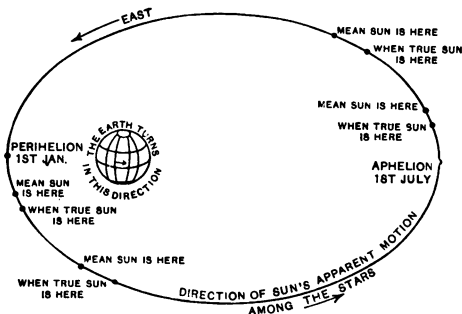 EAST
MEAN SUN IS HERE
WHEN TRUE SUN
IS HERE
MEAN SUN IS HERE
WHEN TRUE SUN
IS HERE
THE EARTH TURNS
IN THIS DIRECTION
PERIHELION
1ST JAN.
APHELION
1ST JULY
MEAN SUN
IS HERE
WHEN TRUE SUN
IS HERE
MEAN SUN IS HERE
WHEN TRUE SUN
IS HERE
DIRECTION OF SUN'S APPARENT MOTION
AMONG THE STARS